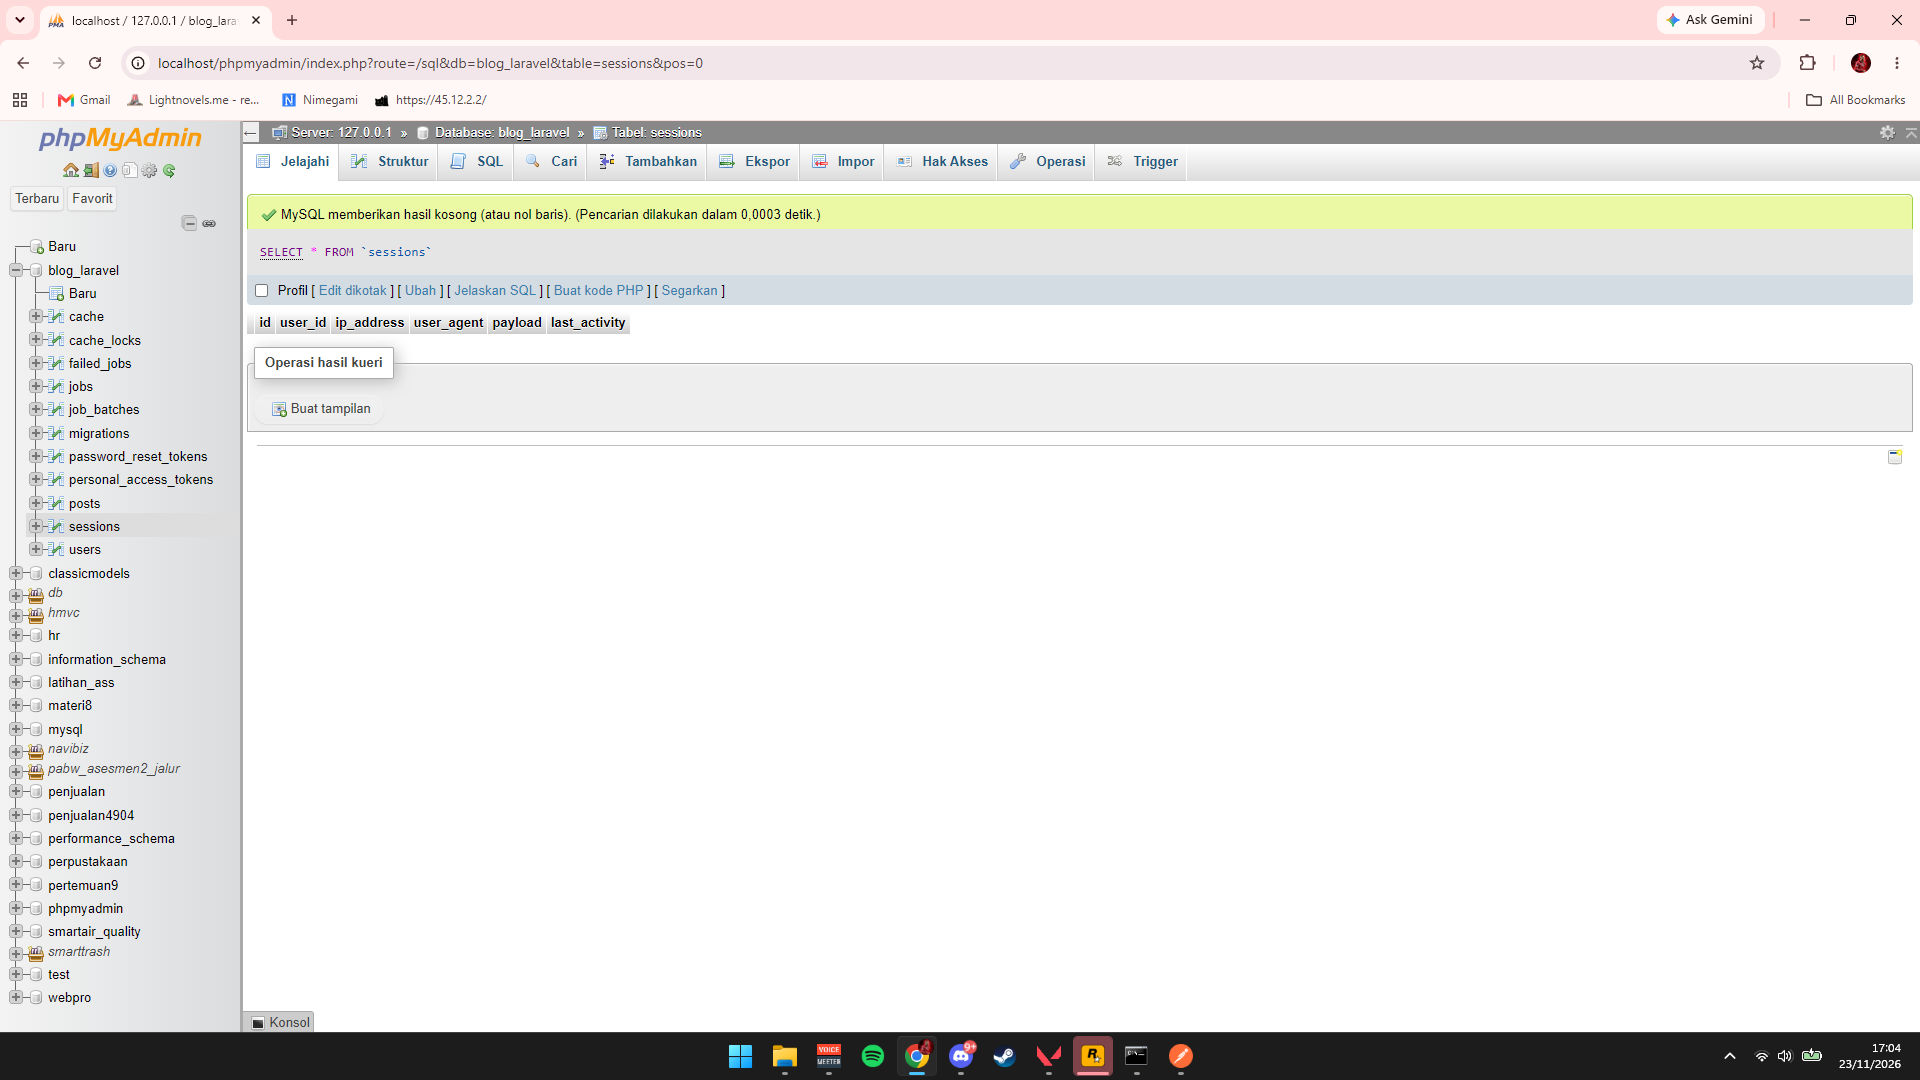 localhost / 127.0.0.1 / blog_lara
Ask Gemini
localhost/phpmyadmin/index.php?route=/sql&db=blog_laravel&table=sessions&pos=0
Gmail
Lightnovels.me - re...
Nimegami
https://45.12.2.2/
All Bookmarks
phpMyAdmin
Terbaru
Favorit
Baru
blog_laravel
Baru
cache
cache_locks
failed_jobs
jobs
job_batches
migrations
password_reset_tokens
personal_access_tokens
posts
sessions
users
classicmodels
db
hmvc
hr
information_schema
latihan_ass
materi8
mysql
navibiz
pabw_asesmen2_jalur
penjualan
penjualan4904
performance_schema
perpustakaan
pertemuan9
phpmyadmin
smartair_quality
smarttrash
test
webpro
Server: 127.0.0.1 » Database: blog_laravel » Tabel: sessions
Jelajahi
Struktur
SQL
Cari
Tambahkan
Ekspor
Impor
Hak Akses
Operasi
Trigger
MySQL memberikan hasil kosong (atau nol baris). (Pencarian dilakukan dalam 0,0003 detik.)
SELECT * FROM `sessions`
Profil [ Edit dikotak ] [ Ubah ] [ Jelaskan SQL ] [ Buat kode PHP ] [ Segarkan ]
id user_id ip_address user_agent payload last_activity
Operasi hasil kueri
Buat tampilan
Konsol
VOICE
MEETER
9+
17:04
23/11/2026